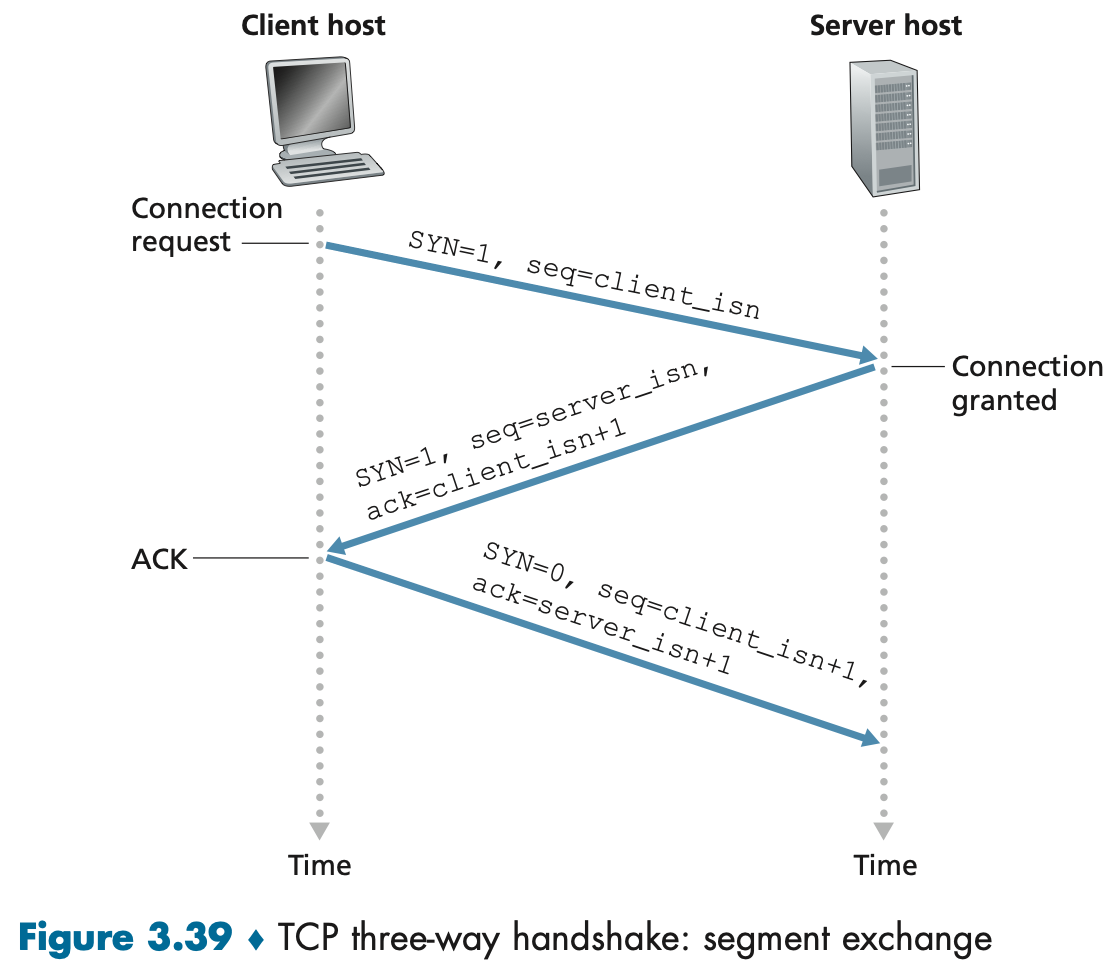 Client host
Server host
Connection
request
SYN=1, seq=client_isn
Connection
granted
SYN=1, seq=server_isn,
ack=client_isn+1
ACK
SYN=0, seq=client_isn+1,
ack=server_isn+1
Time
Time
Figure 3.39 ♦ TCP three-way handshake: segment exchange